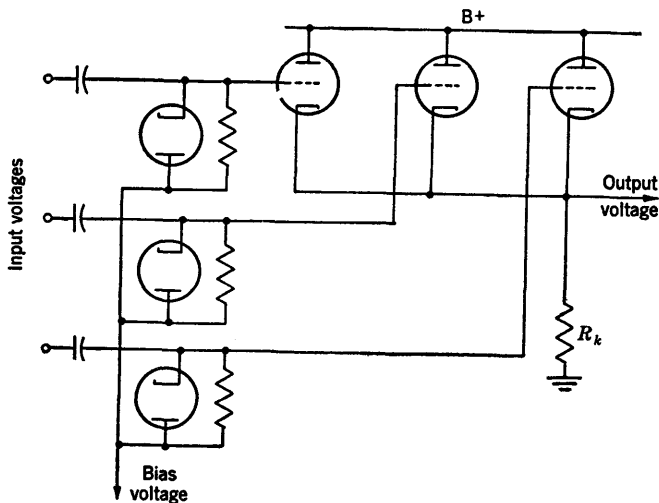 B+
Input voltages
Output
voltage
R_k
Bias
voltage